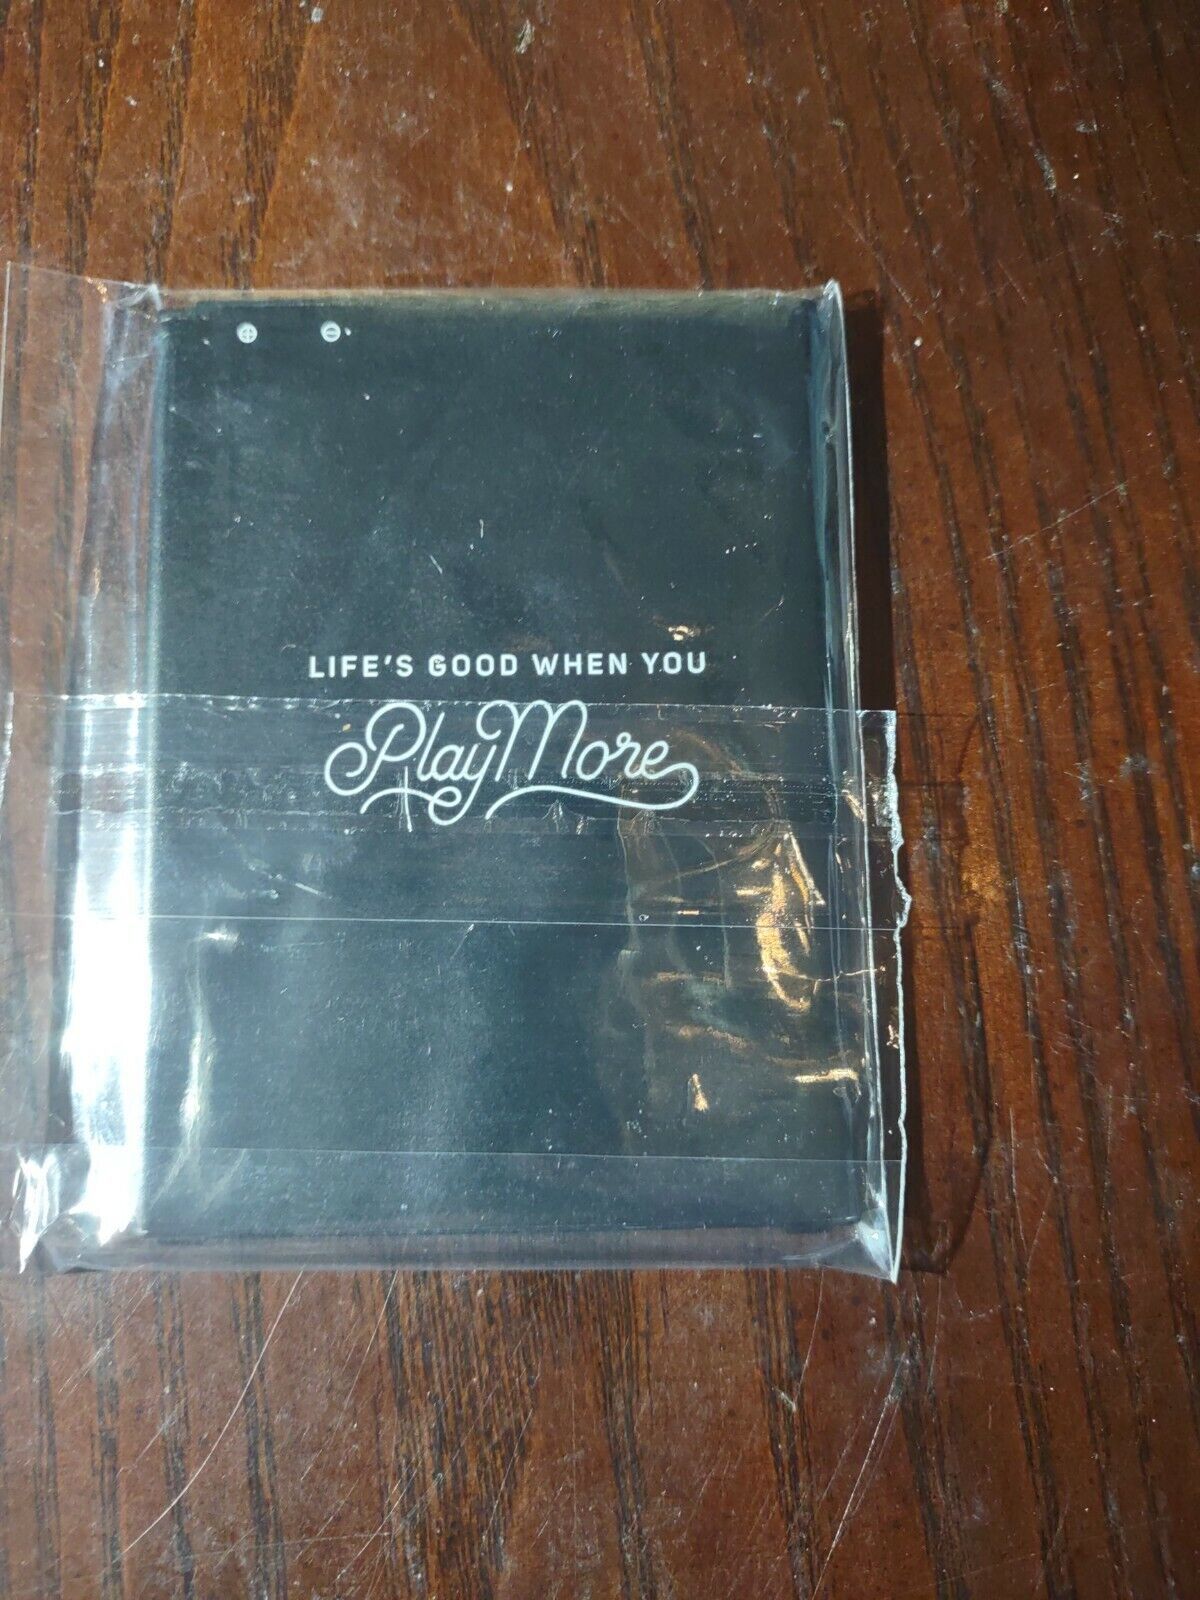 ⊕ ⊖
LIFE'S GOOD WHEN YOU
PlayMore